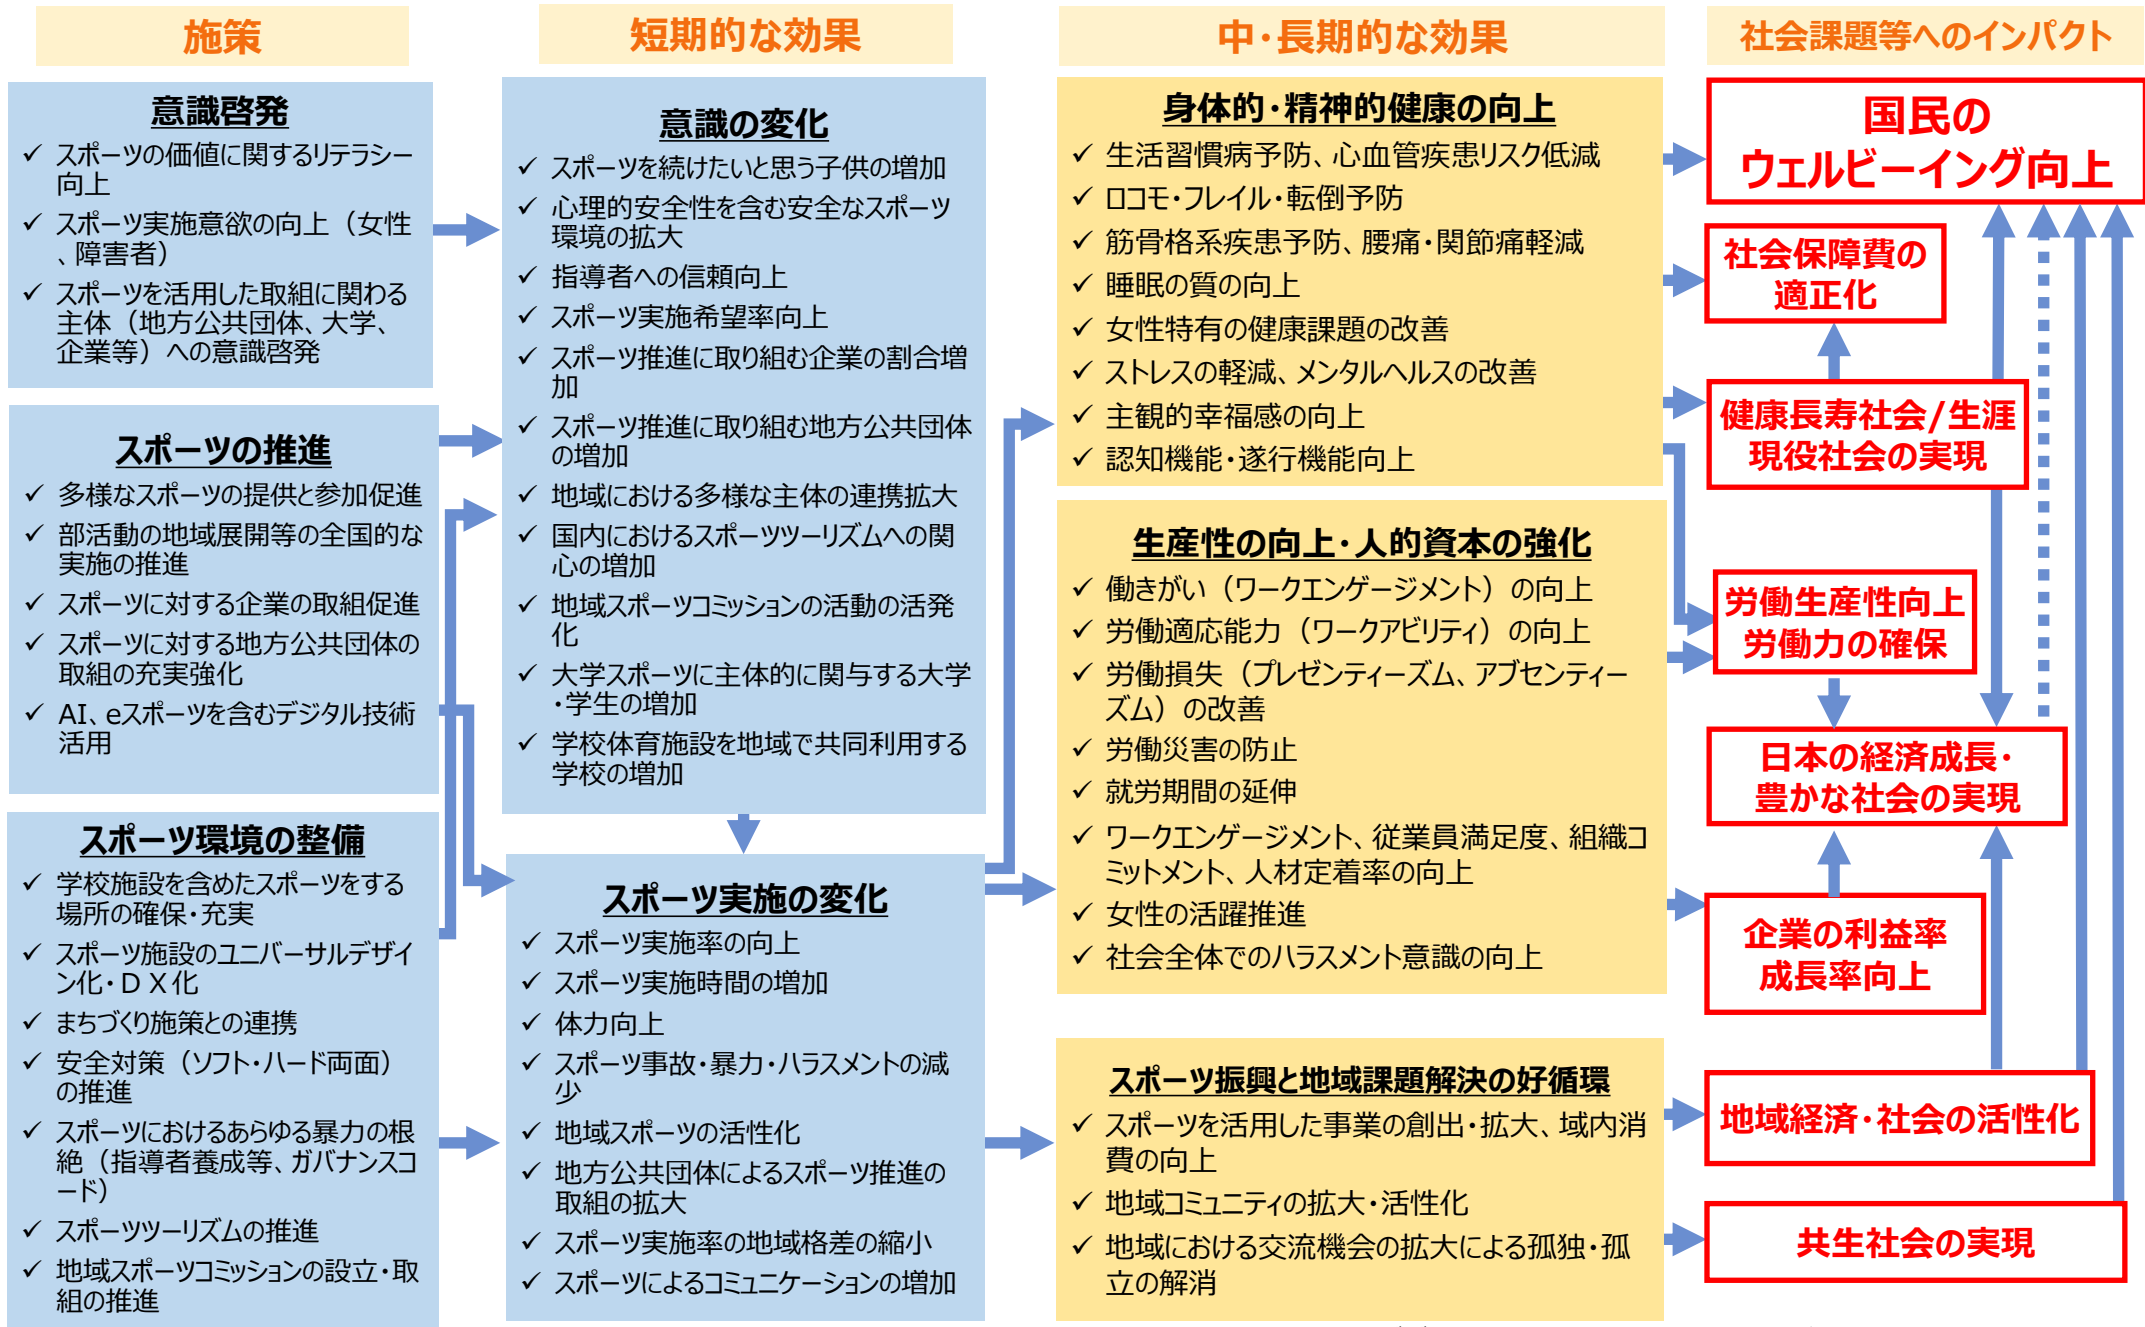 施策
意識啓発
✓ スポーツの価値に関するリテラシー
向上
✓ スポーツ実施意欲の向上（女性
、障害者）
✓ スポーツを活用した取組に関わる
主体（地方公共団体、大学、
企業等）への意識啓発
スポーツの推進
✓ 多様なスポーツの提供と参加促進
✓ 部活動の地域展開等の全国的な
実施の推進
✓ スポーツに対する企業の取組促進
✓ スポーツに対する地方公共団体の
取組の充実強化
✓ AI、eスポーツを含むデジタル技術
活用
スポーツ環境の整備
✓ 学校施設を含めたスポーツをする
場所の確保・充実
✓ スポーツ施設のユニバーサルデザイ
ン化・ＤＸ化
✓ まちづくり施策との連携
✓ 安全対策（ソフト・ハード両面）
の推進
✓ スポーツにおけるあらゆる暴力の根
絶（指導者養成等、ガバナンスコ
ード）
✓ スポーツツーリズムの推進
✓ 地域スポーツコミッションの設立・取
組の推進
短期的な効果
意識の変化
✓ スポーツを続けたいと思う子供の増加
✓ 心理的安全性を含む安全なスポーツ
環境の拡大
✓ 指導者への信頼向上
✓ スポーツ実施希望率向上
✓ スポーツ推進に取り組む企業の割合増
加
✓ スポーツ推進に取り組む地方公共団体
の増加
✓ 地域における多様な主体の連携拡大
✓ 国内におけるスポーツツーリズムへの関
心の増加
✓ 地域スポーツコミッションの活動の活発
化
✓ 大学スポーツに主体的に関与する大学
・学生の増加
✓ 学校体育施設を地域で共同利用する
学校の増加
スポーツ実施の変化
✓ スポーツ実施率の向上
✓ スポーツ実施時間の増加
✓ 体力向上
✓ スポーツ事故・暴力・ハラスメントの減
少
✓ 地域スポーツの活性化
✓ 地方公共団体によるスポーツ推進の
取組の拡大
✓ スポーツ実施率の地域格差の縮小
✓ スポーツによるコミュニケーションの増加
中・長期的な効果
身体的・精神的健康の向上
✓ 生活習慣病予防、心血管疾患リスク低減
✓ ロコモ・フレイル・転倒予防
✓ 筋骨格系疾患予防、腰痛・関節痛軽減
✓ 睡眠の質の向上
✓ 女性特有の健康課題の改善
✓ ストレスの軽減、メンタルヘルスの改善
✓ 主観的幸福感の向上
✓ 認知機能・遂行機能向上
生産性の向上・人的資本の強化
✓ 働きがい（ワークエンゲージメント）の向上
✓ 労働適応能力（ワークアビリティ）の向上
✓ 労働損失（プレゼンティーズム、アブセンティー
ズム）の改善
✓ 労働災害の防止
✓ 就労期間の延伸
✓ ワークエンゲージメント、従業員満足度、組織コ
ミットメント、人材定着率の向上
✓ 女性の活躍推進
✓ 社会全体でのハラスメント意識の向上
スポーツ振興と地域課題解決の好循環
✓ スポーツを活用した事業の創出・拡大、域内消
費の向上
✓ 地域コミュニティの拡大・活性化
✓ 地域における交流機会の拡大による孤独・孤
立の解消
社会課題等へのインパクト
国民の
ウェルビーイング向上
社会保障費の
適正化
健康長寿社会/生涯
現役社会の実現
労働生産性向上
労働力の確保
日本の経済成長・
豊かな社会の実現
企業の利益率
成長率向上
地域経済・社会の活性化
共生社会の実現